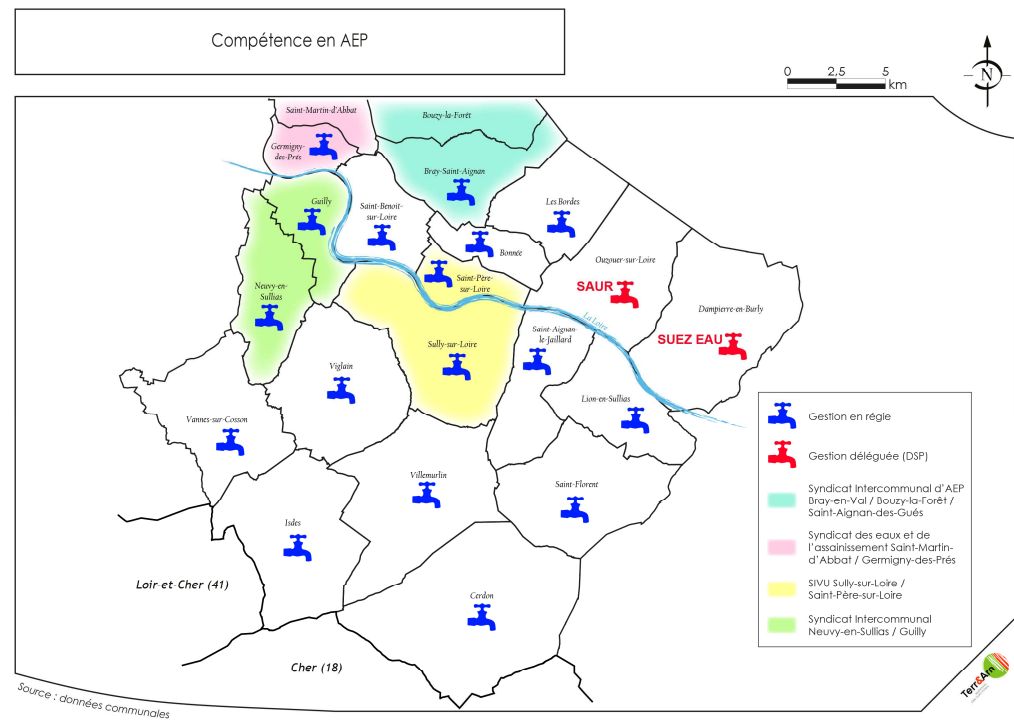 Compétence en AEP
0 2,5 5
km
N
Saint-Martin-d'Abbat
Bouzy-la-Forêt
Germigny-
des-Prés
Bray-Saint-Aignan
Guilly
Saint-Benoit-
sur-Loire
Les Bordes
Bonnée
Ouzouer-sur-Loire
Saint-Père-
sur-Loire
SAUR
Neuvy-en-
Sullias
Dampierre-en-Burly
La Loire
Saint-Aignan-
le-Jaillard
SUEZ EAU
Sully-sur-Loire
Viglain
Lion-en-Sullias
Vannes-sur-Cosson
Villemurlin
Saint-Florent
Isdes
Loir-et-Cher (41)
Cerdon
Cher (18)
Gestion en régie
Gestion déléguée (DSP)
Syndicat Intercommunal d'AEP
Bray-en-Val / Bouzy-la-Forêt /
Saint-Aignan-des-Gués
Syndicat des eaux et de
l'assainissement Saint-Martin-
d'Abbat / Germigny-des-Prés
SIVU Sully-sur-Loire /
Saint-Père-sur-Loire
Syndicat Intercommunal
Neuvy-en-Sullias / Guilly
Source : données communales
Terr&Am